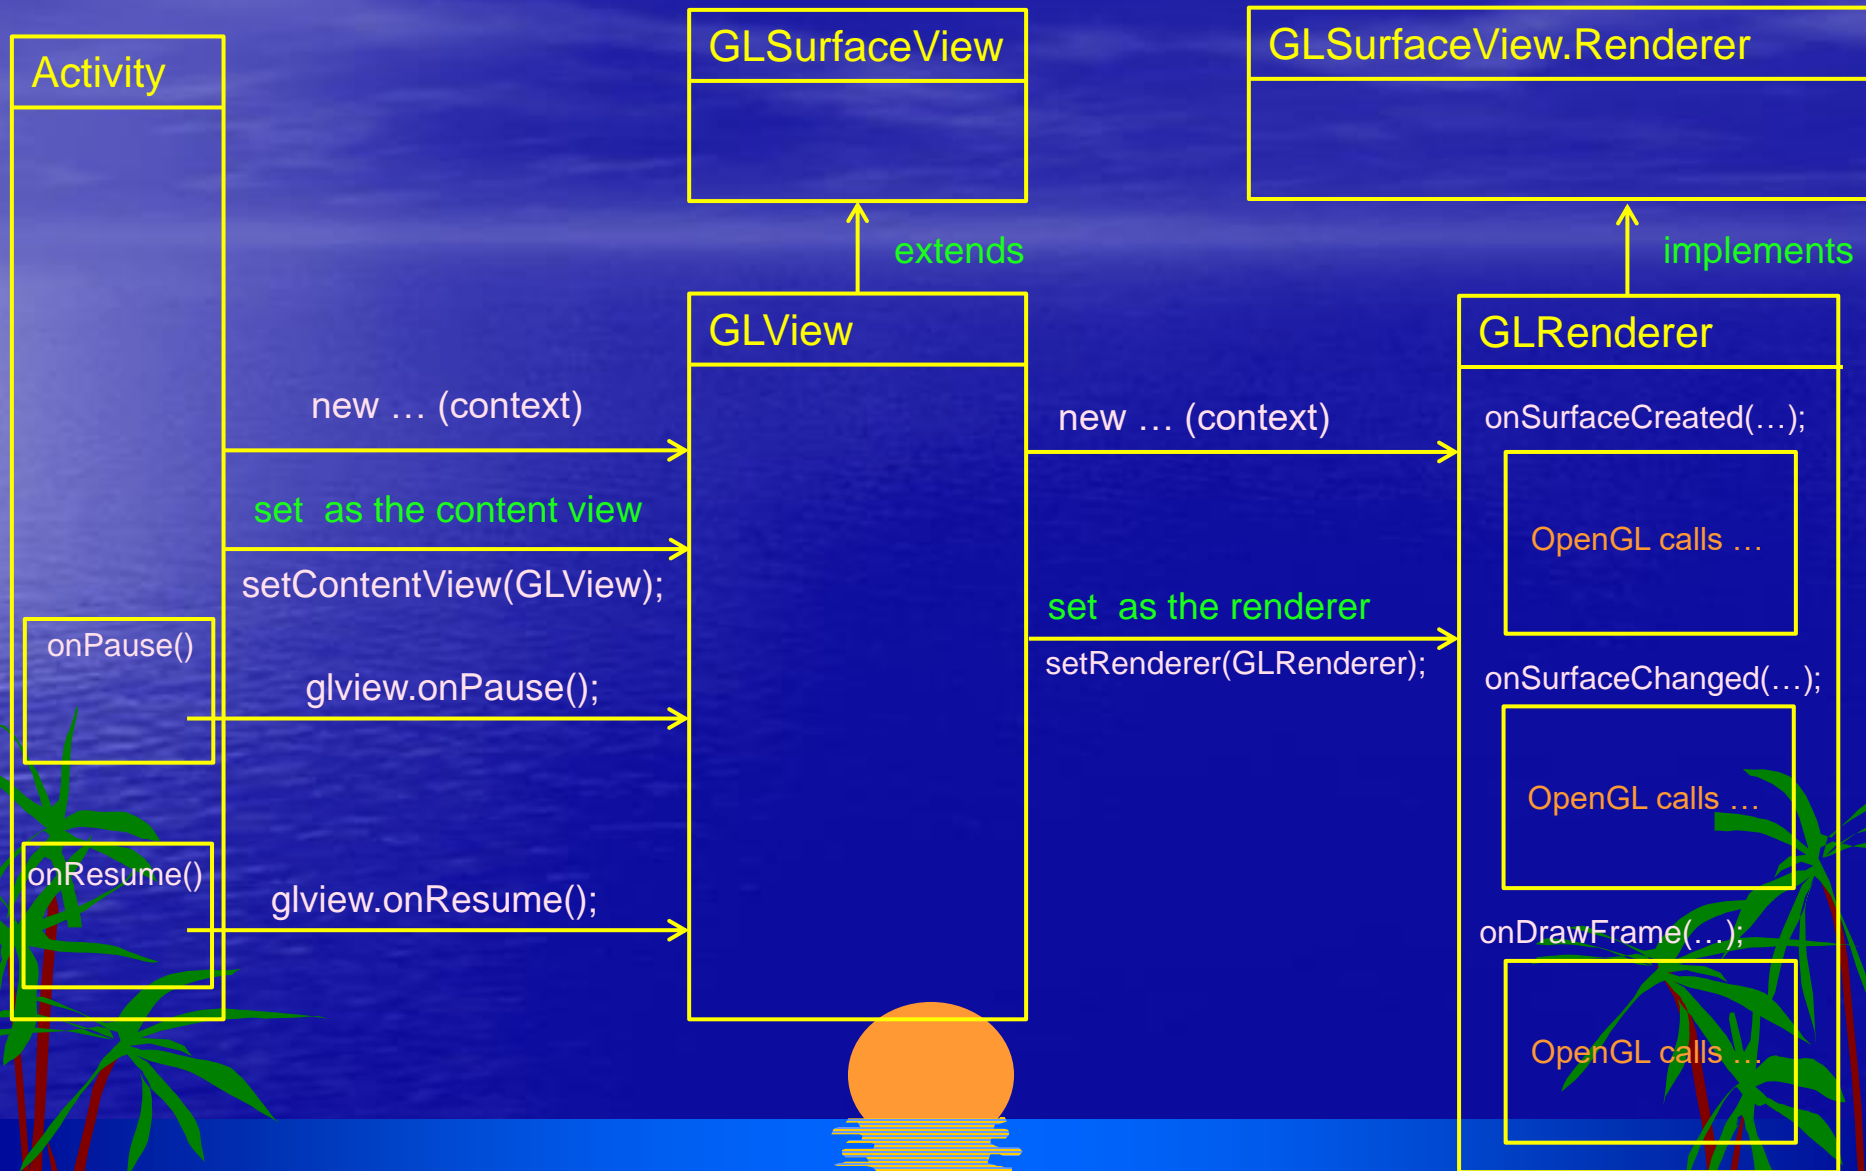 Activity
GLSurfaceView
GLSurfaceView.Renderer
extends
implements
GLView
GLRenderer
new … (context)
new … (context)
onSurfaceCreated(…);
set  as the content view
OpenGL calls …
setContentView(GLView);
set  as the renderer
onPause()
setRenderer(GLRenderer);
glview.onPause();
onSurfaceChanged(…);
OpenGL calls …
onResume()
glview.onResume();
onDrawFrame(…);
OpenGL calls …